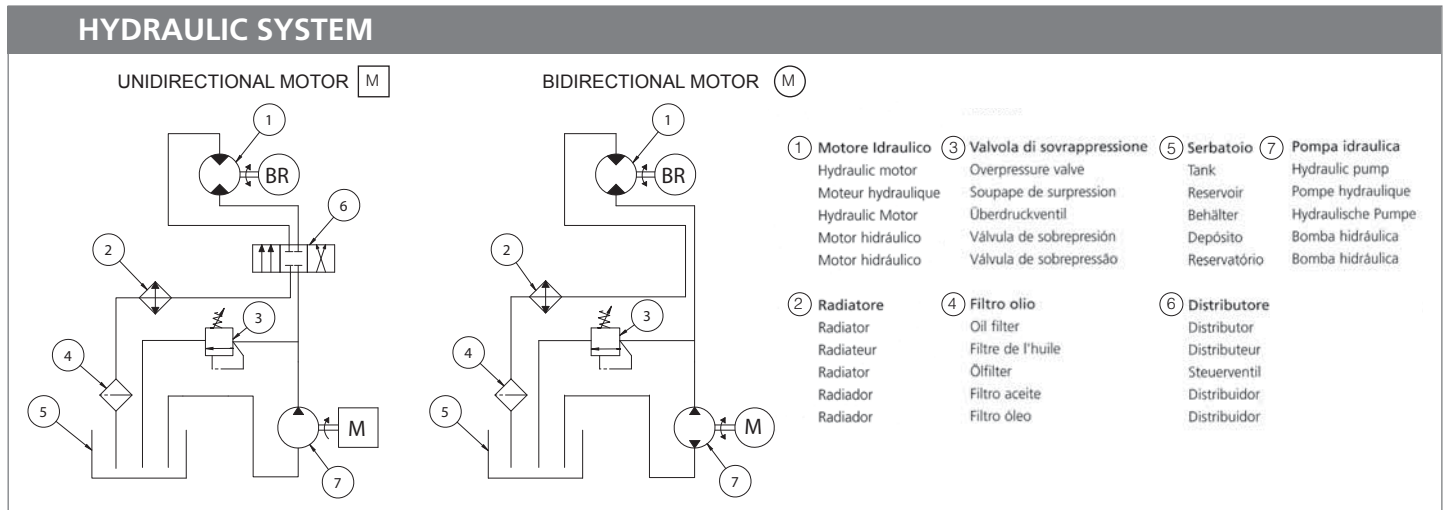 HYDRAULIC SYSTEM
UNIDIRECTIONAL MOTOR M
1
BR
6
2
3
4
5
M
7
BIDIRECTIONAL MOTOR M
1
BR
2
3
4
5
M
7
1 Motore Idraulico
Hydraulic motor
Moteur hydraulique
Hydraulic Motor
Motor hidráulico
Motor hidráulico
3 Valvola di sovrappressione
Overpressure valve
Soupape de surpression
Überdruckventil
Válvula de sobrepresión
Válvula de sobrepressão
5 Serbatoio
Tank
Reservoir
Behälter
Depósito
Reservatório
7 Pompa idraulica
Hydraulic pump
Pompe hydraulique
Hydraulische Pumpe
Bomba hidráulica
Bomba hidráulica
2 Radiatore
Radiator
Radiateur
Radiator
Radiador
Radiador
4 Filtro olio
Oil filter
Filtre de l'huile
Ölfilter
Filtro aceite
Filtro óleo
6 Distributore
Distributor
Distributeur
Steuerventil
Distribuidor
Distribuidor